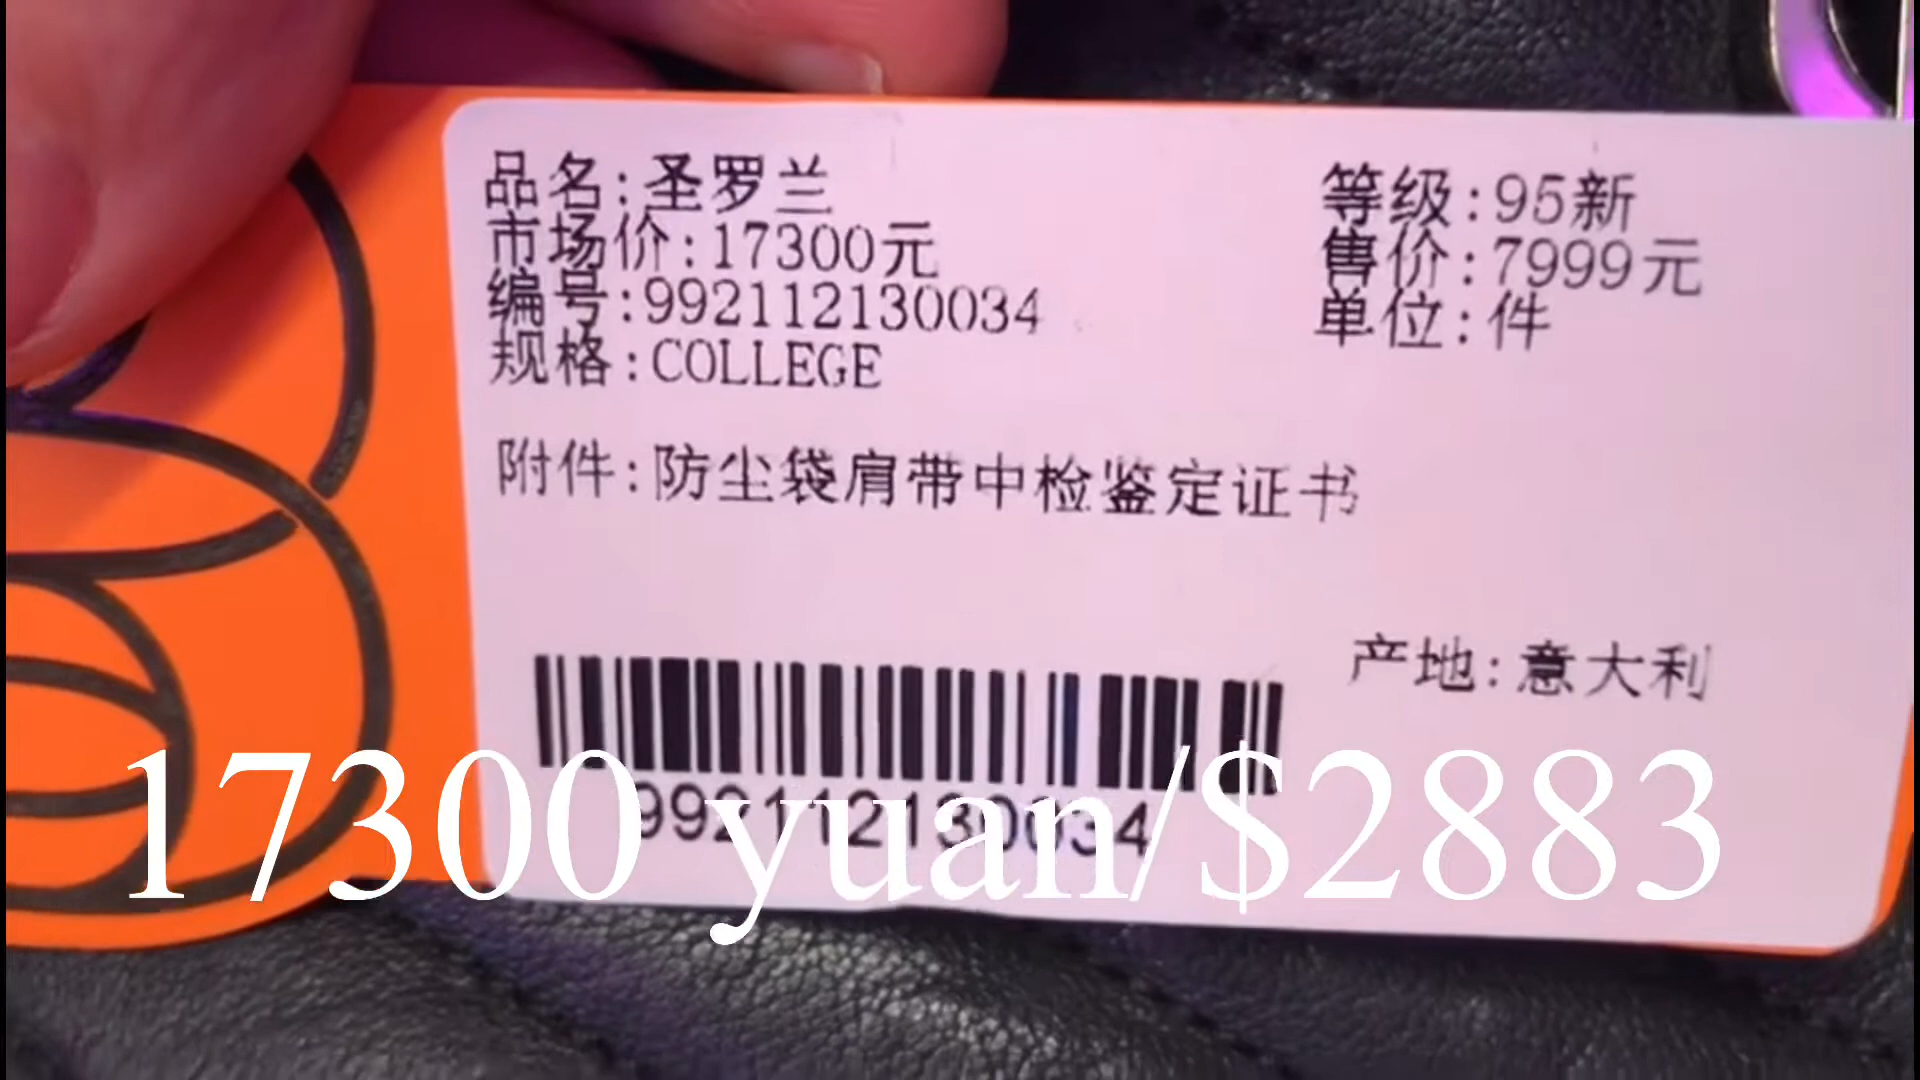 品名:圣罗兰
等级:95新
市场价:17300元
售价:7999元
编号:992112130034
单位:件
规格:COLLEGE
附件:防尘袋肩带中检鉴定证书
产地:意大利
992112130034
17300 yuan/$2883